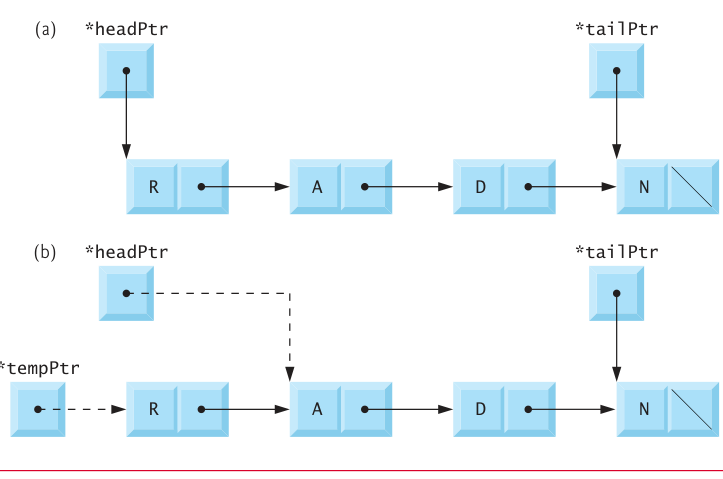 (a) *headPtr *tailPtr
R A D N
(b) *headPtr *tailPtr
*tempPtr
R A D N